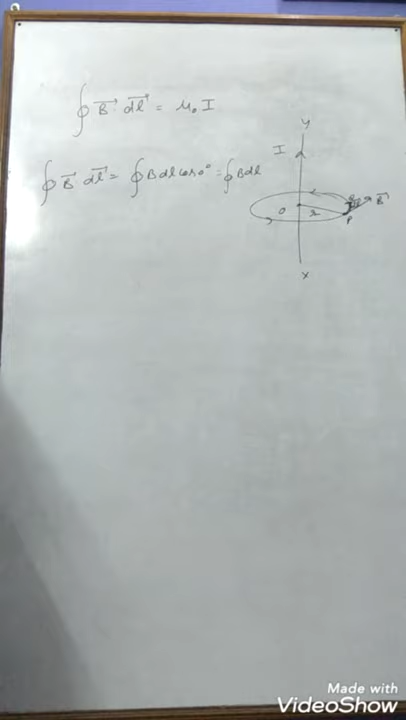 ∮ B⃗ · dl⃗ = μ₀ I
∮ B⃗ · dl⃗ = ∮ B dl cos 0° = ∮ B dl
Y
I
O
r
B⃗
P
X
Made with
VideoShow